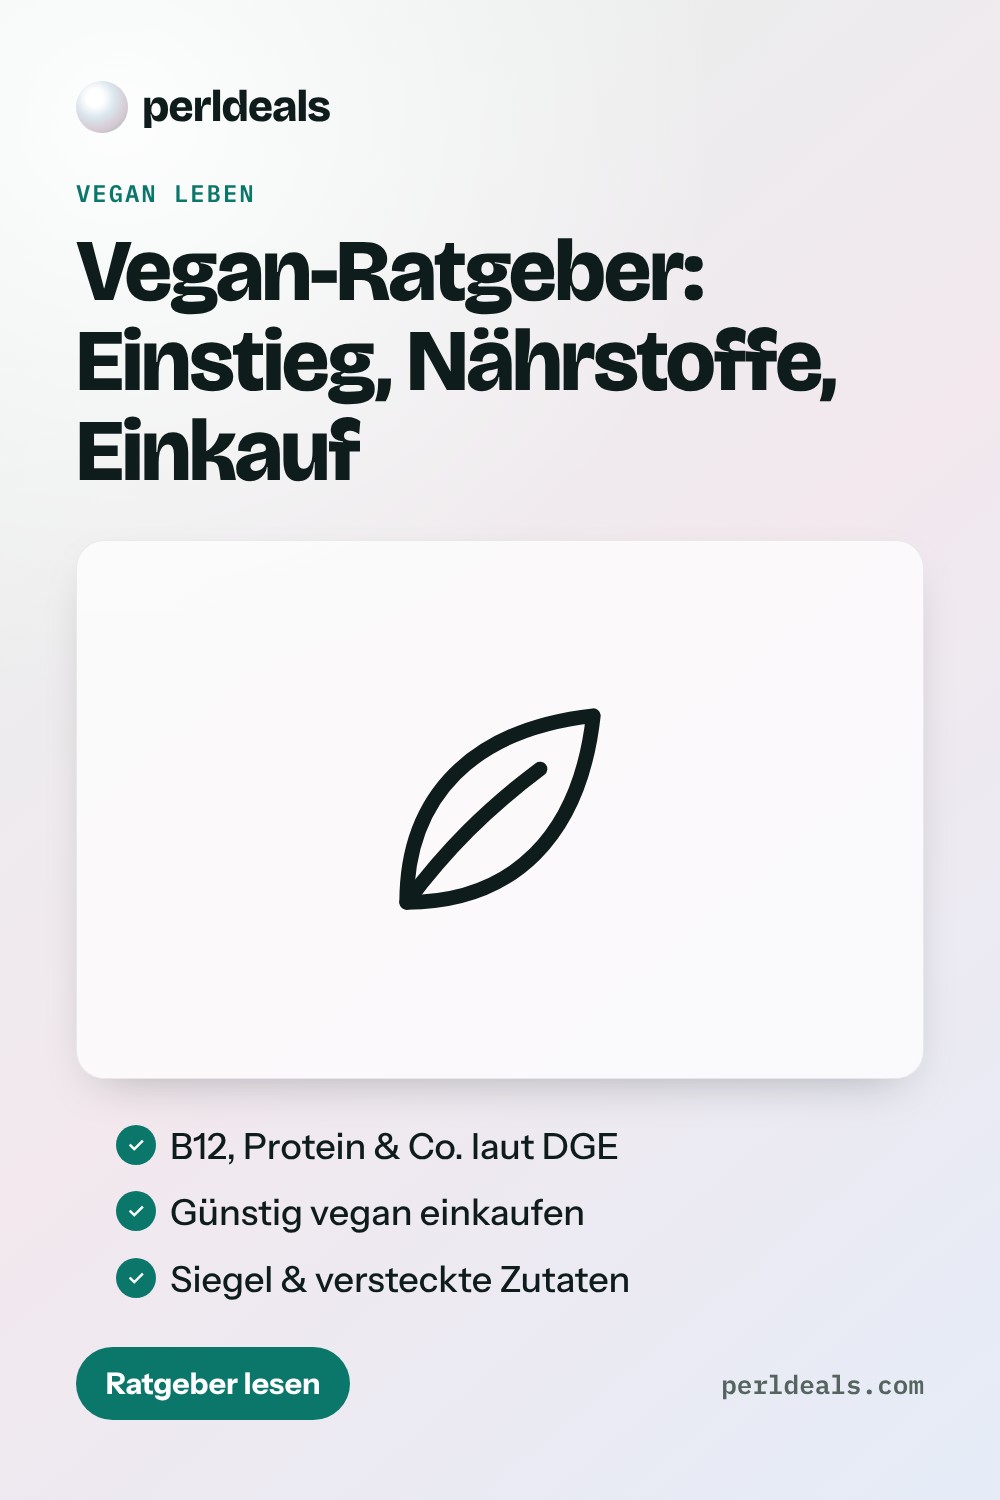 perldeals
VEGAN LEBEN
Vegan-Ratgeber:
Einstieg, Nährstoffe,
Einkauf
B12, Protein & Co. laut DGE
Günstig vegan einkaufen
Siegel & versteckte Zutaten
Ratgeber lesen
perldeals.com